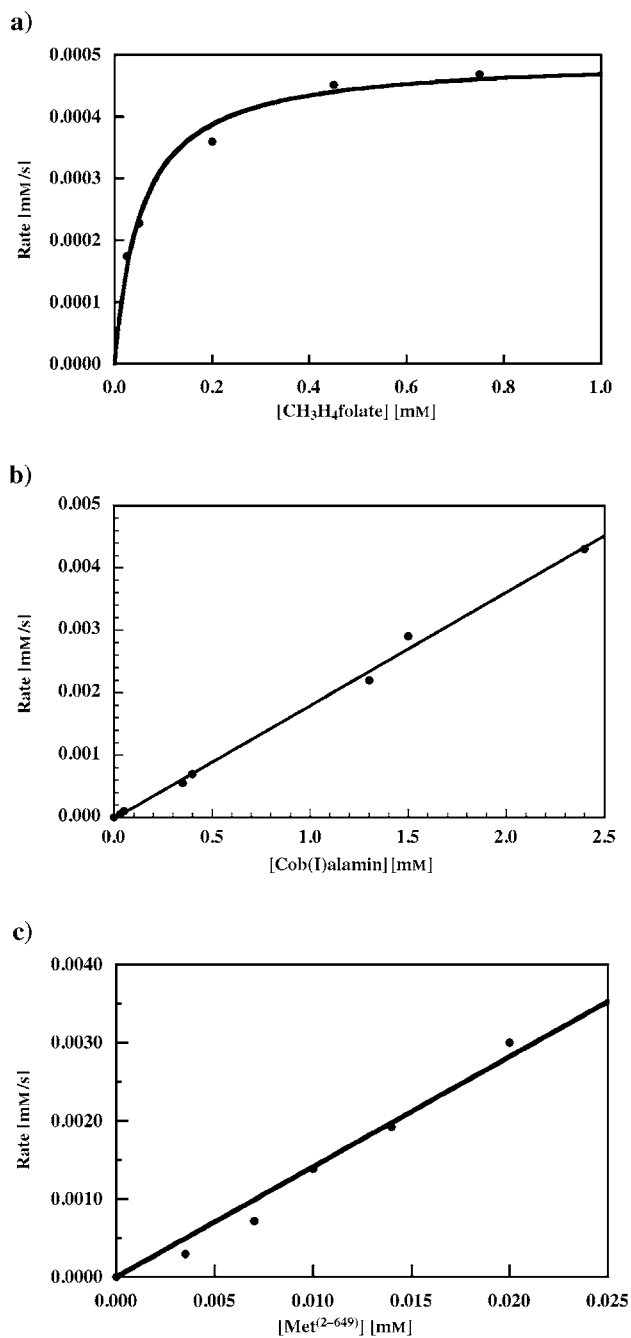 a)
0.0005
0.0004
0.0003
0.0002
0.0001
0.0000
Rate [mM/s]
0.0 0.2 0.4 0.6 0.8 1.0
[CH₃H₄folate] [mM]
b)
0.005
0.004
0.003
0.002
0.001
0.000
Rate [mM/s]
0.0 0.5 1.0 1.5 2.0 2.5
[Cob(I)alamin] [mM]
c)
0.0040
0.0030
0.0020
0.0010
0.0000
Rate [mM/s]
0.000 0.005 0.010 0.015 0.020 0.025
[Met⁽²⁻⁶⁴⁹⁾] [mM]